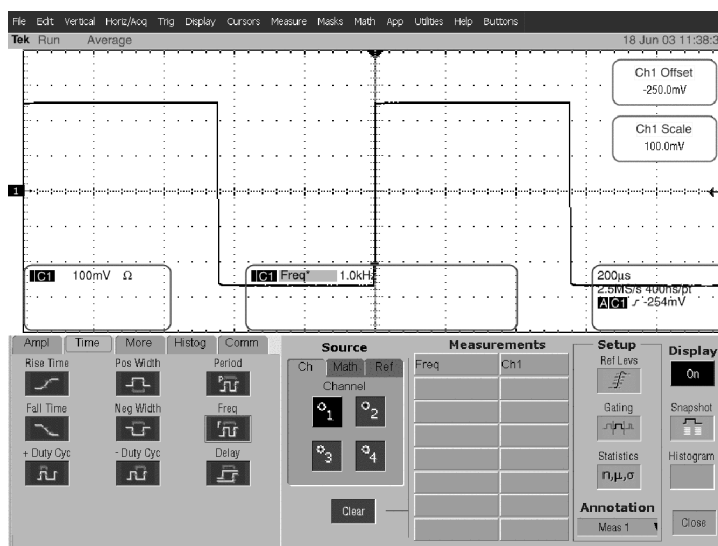 File Edit Vertical Horiz/Acq Trig Display Cursors Measure Masks Math App Utilities Help Buttons
Tek Run Average 18 Jun 03 11:38:3
Ch1 Offset
-250.0mV
Ch1 Scale
100.0mV
1
C1 100mV Ω
C1 Freq* 1.0kHz
200µs
2.5MS/s 400ns/pt
A C1 -254mV
Ampl Time More Histog Comm
Rise Time Pos Width Period
Fall Time Neg Width Freq
+ Duty Cyc - Duty Cyc Delay
Source
Ch Math Ref
Channel
1 2
3 4
Clear
Measurements
Freq Ch1
Setup
Ref Levs
Gating
Statistics
n,µ,σ
Annotation
Meas 1
Display
On
Snapshot
Histogram
Close